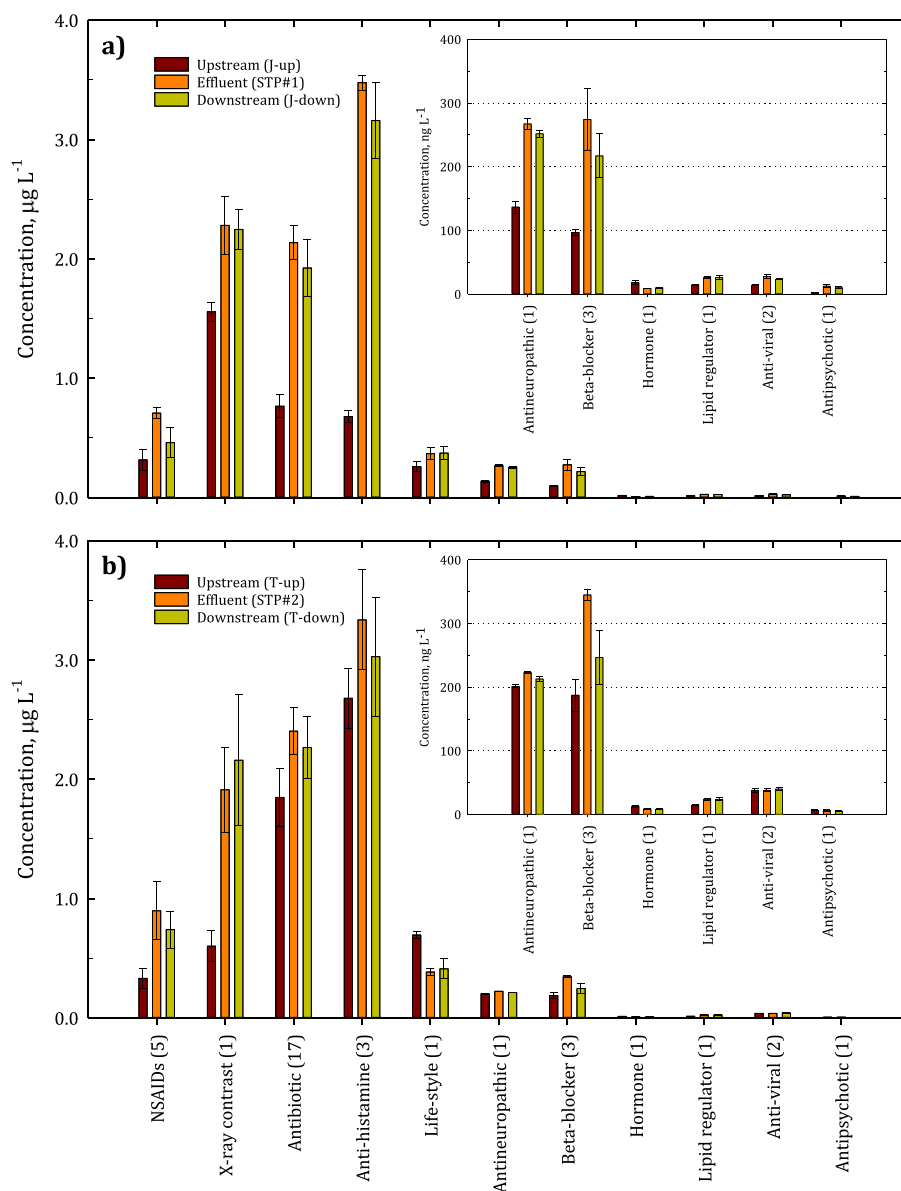 a)
Upstream (J-up)
Effluent (STP#1)
Downstream (J-down)
Concentration, µg L-1
4.0
3.0
2.0
1.0
0.0
Concentration, ng L-1
400
300
200
100
0
Antineuropathic (1)
Beta-blocker (3)
Hormone (1)
Lipid regulator (1)
Anti-viral (2)
Antipsychotic (1)
b)
Upstream (T-up)
Effluent (STP#2)
Downstream (T-down)
Concentration, µg L-1
4.0
3.0
2.0
1.0
0.0
Concentration, ng L-1
400
300
200
100
0
Antineuropathic (1)
Beta-blocker (3)
Hormone (1)
Lipid regulator (1)
Anti-viral (2)
Antipsychotic (1)
NSAIDs (5)
X-ray contrast (1)
Antibiotic (17)
Anti-histamine (3)
Life-style (1)
Antineuropathic (1)
Beta-blocker (3)
Hormone (1)
Lipid regulator (1)
Anti-viral (2)
Antipsychotic (1)